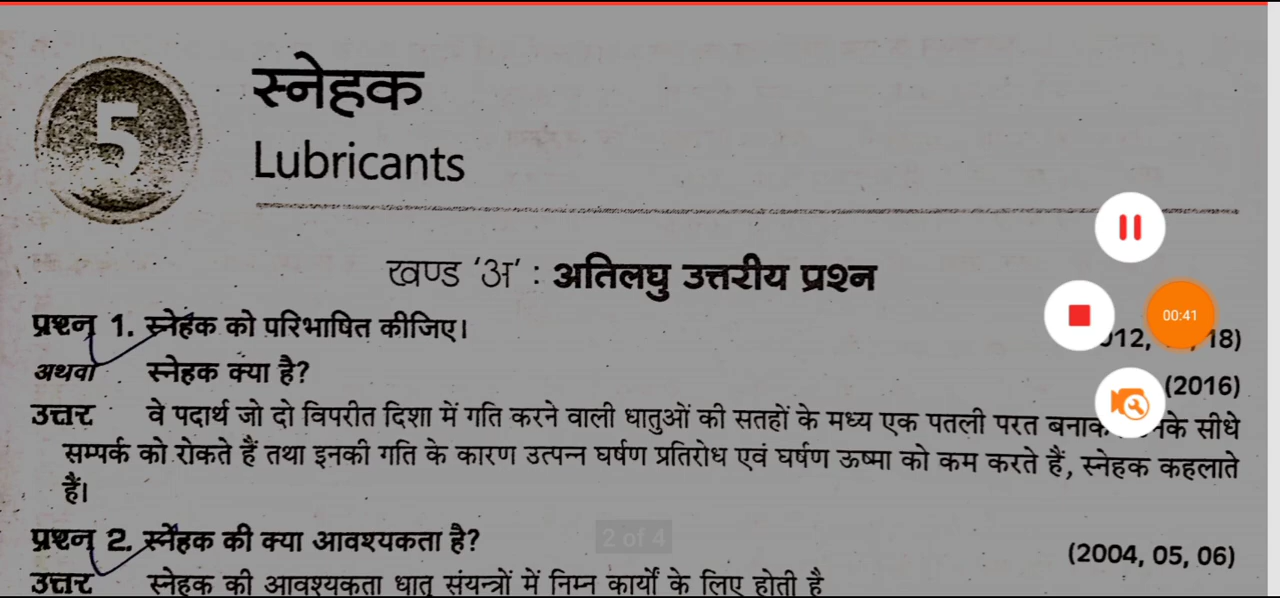 5
स्नेहक
Lubricants
खण्ड 'अ' : अतिलघु उत्तरीय प्रश्न
प्रश्न 1. स्नेहक को परिभाषित कीजिए।
012, 18)
अथवा स्नेहक क्या है?
(2016)
उत्तर वे पदार्थ जो दो विपरीत दिशा में गति करने वाली धातुओं की सतहों के मध्य एक पतली परत सीधे
सम्पर्क को रोकते हैं तथा इनकी गति के कारण उत्पन्न घर्षण प्रतिरोध एवं घर्षण ऊष्मा को कम करते हैं, स्नेहक कहलाते
हैं।
प्रश्न 2. स्नेहक की क्या आवश्यकता है?
(2004, 05, 06)
उत्तर स्नेहक की आवश्यकता धातु संयन्त्रों में निम्न कार्यों के लिए होती है
2 of 4
00:41